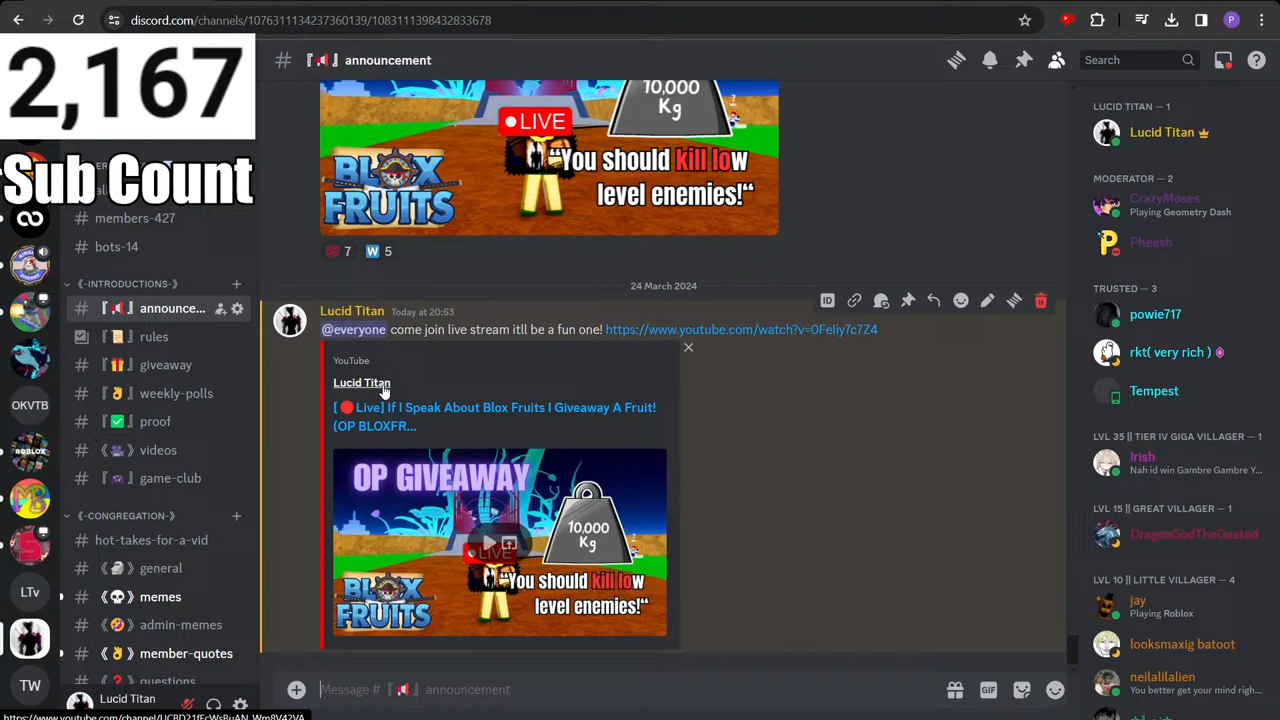 discord.com/channels/1076311134237360139/1083111398432833678
P
2,167
Sub Count
# 『📢』 announcement
Search
10,000
Kg
LIVE
"You should kill low
level enemies!"
BLOX
FRUITS
7
W 5
members-427
bots-14
《-INTRODUCTIONS-》
『📢』 announce...
『📜』 rules
『🎁』 giveaway
『👌』 weekly-polls
『✅』 proof
《 》 videos
『 』 game-club
《-CONGREGATION-》
hot-takes-for-a-vid
《🗿》 general
《💀》 memes
《🤣》 admin-memes
《👌》 member-quotes
《 ? 》 questions
OKVTB
ROBLOX
LTv
TW
24 March 2024
Lucid Titan Today at 20:53
@everyone come join live stream itll be a fun one! https://www.youtube.com/watch?v=OFeliy7c7Z4
YouTube
Lucid Titan
[ 🔴Live] If I Speak About Blox Fruits I Giveaway A Fruit!
(OP BLOXFR...
OP GIVEAWAY
10,000
Kg
LIVE
"You should kill low
level enemies!"
BLOX
FRUITS
Message # 『📢』 announcement
GIF
Lucid Titan
LUCID TITAN — 1
Lucid Titan
MODERATOR — 2
CrazyMoses
Playing Geometry Dash
Pheesh
TRUSTED — 3
powie717
rkt( very rich )
Tempest
LVL 35 || TIER IV GIGA VILLAGER — 1
Irish
Nah id win Gambre Gambre Y...
LVL 15 || GREAT VILLAGER — 1
DragumGodTheGoated
LVL 10 || LITTLE VILLAGER — 4
jay
Playing Roblox
looksmaxig batoot
neilalilalien
You better get your mind righ...